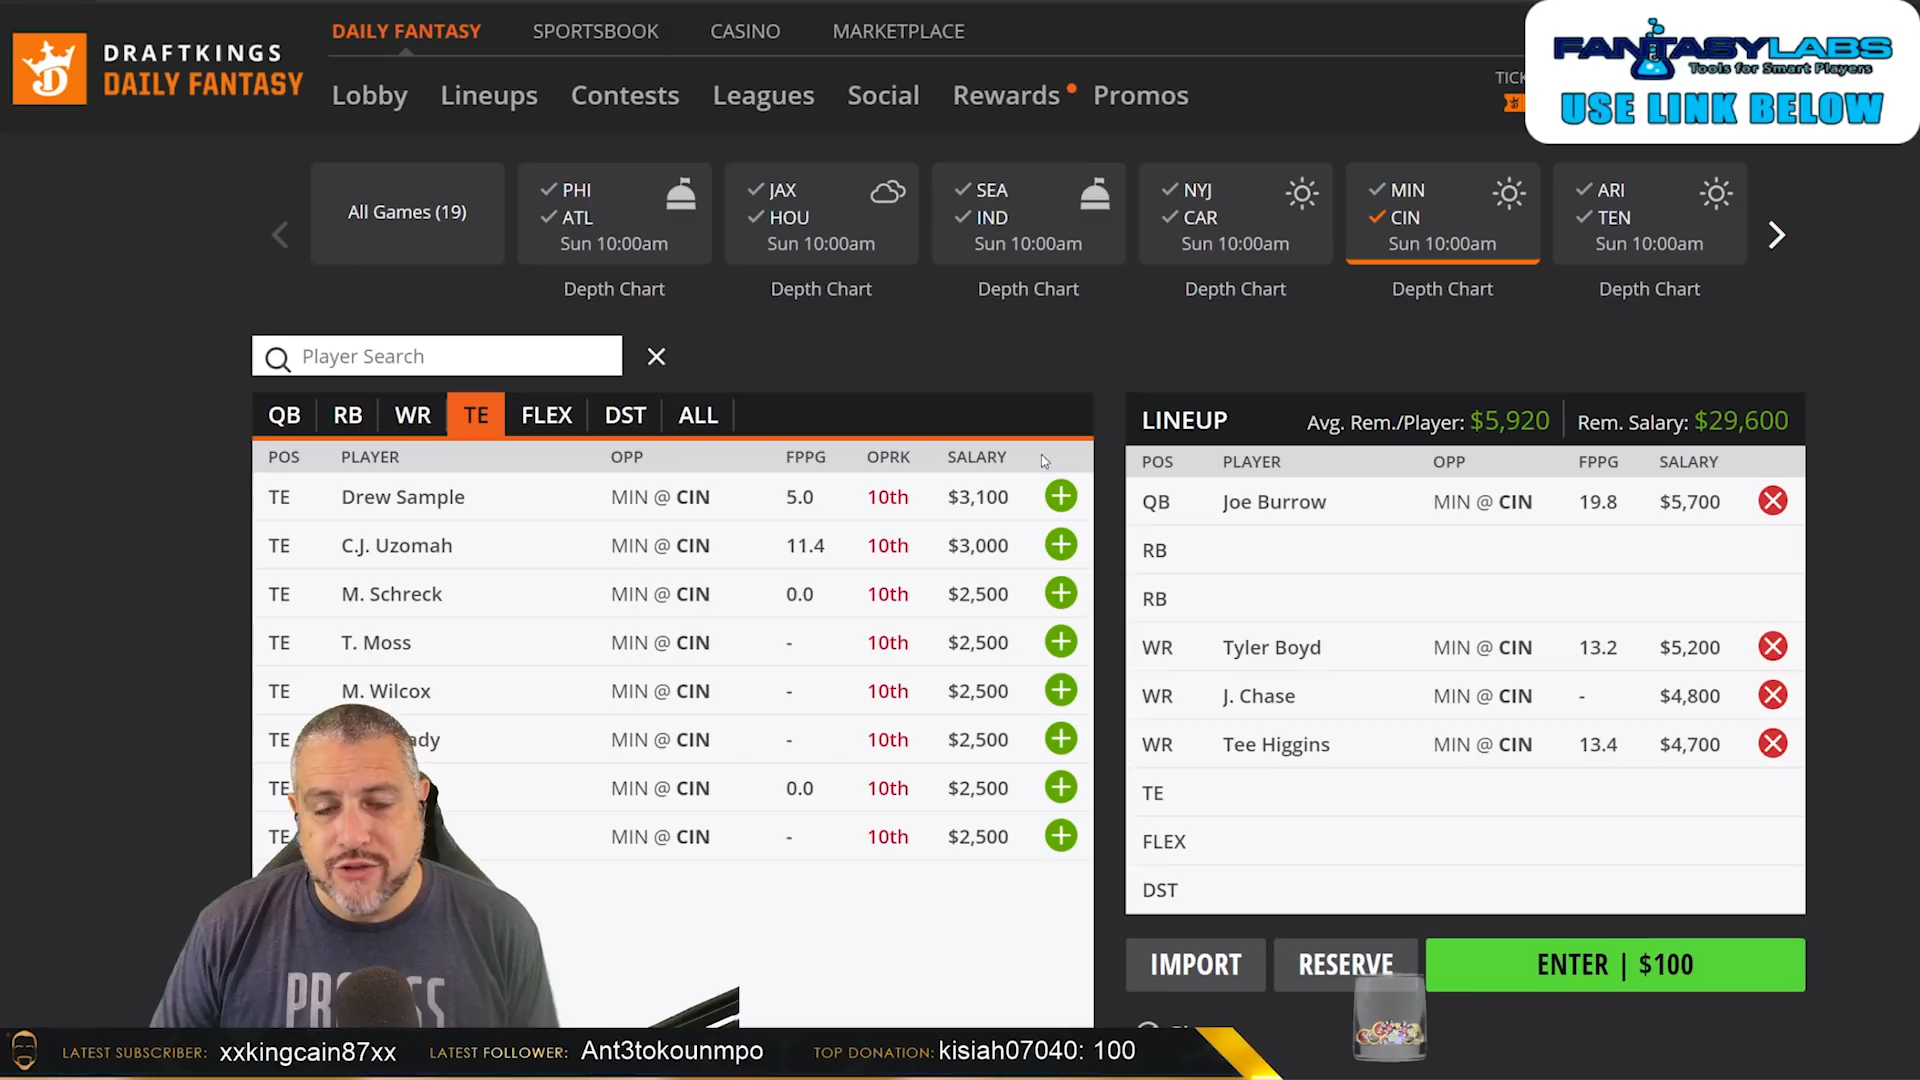 DRAFTKINGS
DAILY FANTASY
DAILY FANTASY SPORTSBOOK CASINO MARKETPLACE
Lobby Lineups Contests Leagues Social Rewards Promos
FANTASYLABS
Tools for Smart Players
USE LINK BELOW
All Games (19)
PHI
ATL
Sun 10:00am
Depth Chart
JAX
HOU
Sun 10:00am
Depth Chart
SEA
IND
Sun 10:00am
Depth Chart
NYJ
CAR
Sun 10:00am
Depth Chart
MIN
CIN
Sun 10:00am
Depth Chart
ARI
TEN
Sun 10:00am
Depth Chart
Player Search
QB RB WR TE FLEX DST ALL
POS PLAYER OPP FPPG OPRK SALARY
TE Drew Sample MIN @ CIN 5.0 10th $3,100
TE C.J. Uzomah MIN @ CIN 11.4 10th $3,000
TE M. Schreck MIN @ CIN 0.0 10th $2,500
TE T. Moss MIN @ CIN - 10th $2,500
TE M. Wilcox MIN @ CIN - 10th $2,500
TE MIN @ CIN - 10th $2,500
TE MIN @ CIN 0.0 10th $2,500
TE MIN @ CIN - 10th $2,500
LINEUP Avg. Rem./Player: $5,920 Rem. Salary: $29,600
POS PLAYER OPP FPPG SALARY
QB Joe Burrow MIN @ CIN 19.8 $5,700
RB
RB
WR Tyler Boyd MIN @ CIN 13.2 $5,200
WR J. Chase MIN @ CIN - $4,800
WR Tee Higgins MIN @ CIN 13.4 $4,700
TE
FLEX
DST
IMPORT RESERVE ENTER | $100
LATEST SUBSCRIBER: xxkingcain87xx LATEST FOLLOWER: Ant3tokounmpo TOP DONATION: kisiah07040: 100